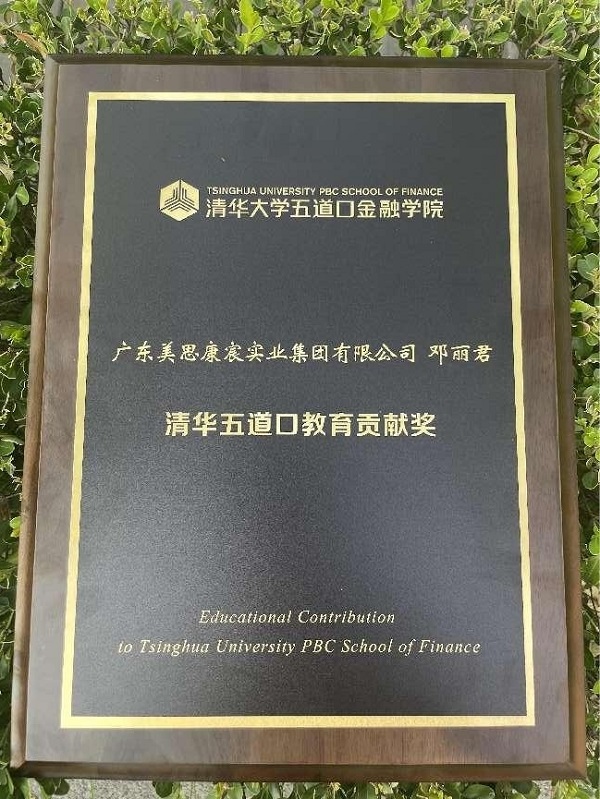 TSINGHUA UNIVERSITY PBC SCHOOL OF FINANCE
清华大学五道口金融学院
广东美思康宸实业集团有限公司 邓丽君
清华五道口教育贡献奖
Educational Contribution
to Tsinghua University PBC School of Finance